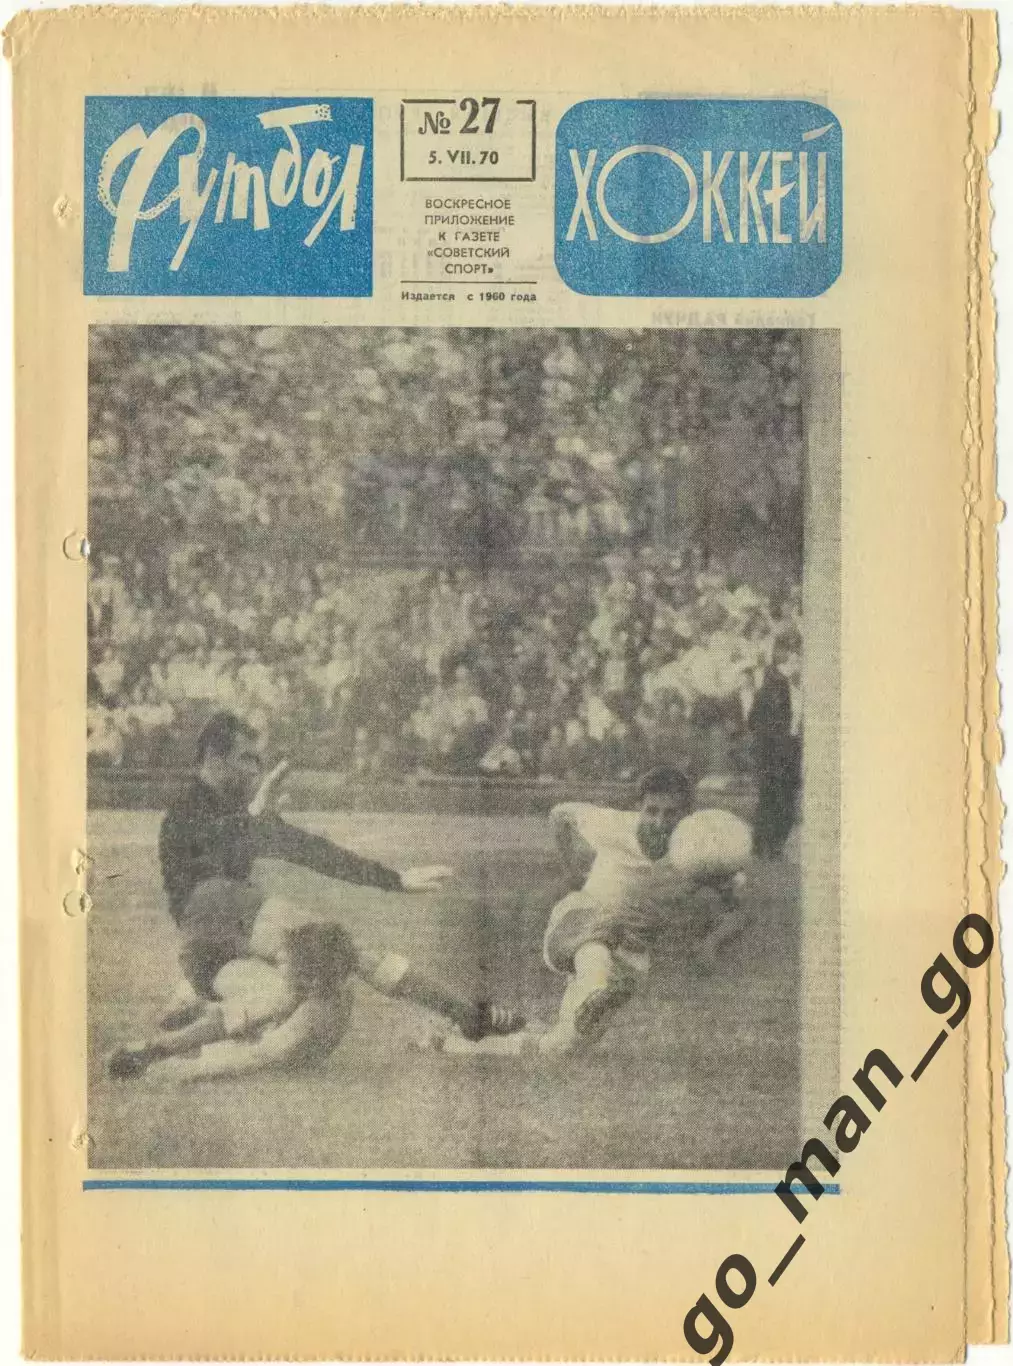 Футбол
№ 27
5. VII. 70
ВОСКРЕСНОЕ
ПРИЛОЖЕНИЕ
К ГАЗЕТЕ
«СОВЕТСКИЙ
СПОРТ»
Издается с 1960 года
ХОККЕЙ
go_man_go